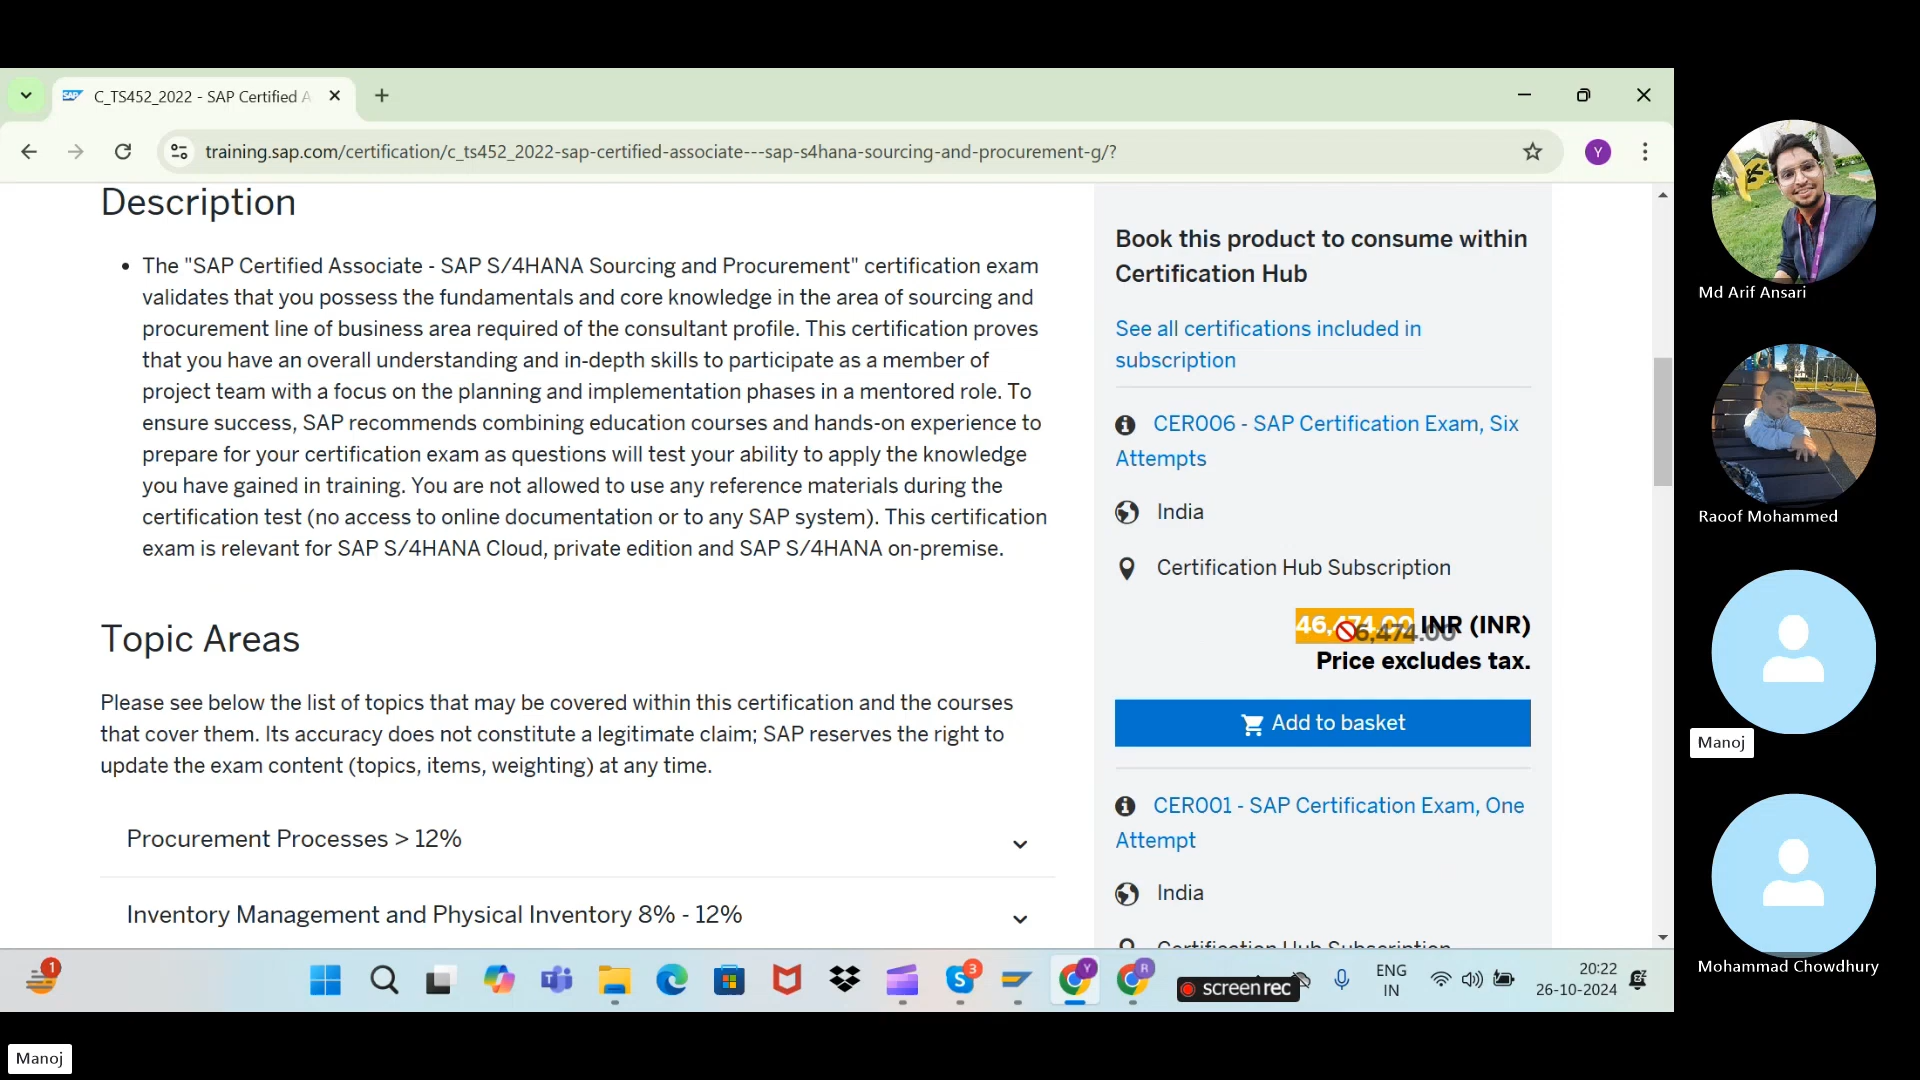 SAP C_TS452_2022 - SAP Certified A
training.sap.com/certification/c_ts452_2022-sap-certified-associate---sap-s4hana-sourcing-and-procurement-g/?
Y
Description
The "SAP Certified Associate - SAP S/4HANA Sourcing and Procurement" certification exam
validates that you possess the fundamentals and core knowledge in the area of sourcing and
procurement line of business area required of the consultant profile. This certification proves
that you have an overall understanding and in-depth skills to participate as a member of
project team with a focus on the planning and implementation phases in a mentored role. To
ensure success, SAP recommends combining education courses and hands-on experience to
prepare for your certification exam as questions will test your ability to apply the knowledge
you have gained in training. You are not allowed to use any reference materials during the
certification test (no access to online documentation or to any SAP system). This certification
exam is relevant for SAP S/4HANA Cloud, private edition and SAP S/4HANA on-premise.
Topic Areas
Please see below the list of topics that may be covered within this certification and the courses
that cover them. Its accuracy does not constitute a legitimate claim; SAP reserves the right to
update the exam content (topics, items, weighting) at any time.
Procurement Processes > 12%
Inventory Management and Physical Inventory 8% - 12%
Book this product to consume within
Certification Hub
See all certifications included in
subscription
CER006 - SAP Certification Exam, Six
Attempts
India
Certification Hub Subscription
46,474.00 INR (INR)
6,474.00
Price excludes tax.
Add to basket
CER001 - SAP Certification Exam, One
Attempt
India
Certification Hub Subscription
Md Arif Ansari
Raoof Mohammed
Manoj
Mohammad Chowdhury
1
3
Y
R
screenrec
ENG
IN
20:22
26-10-2024
Manoj